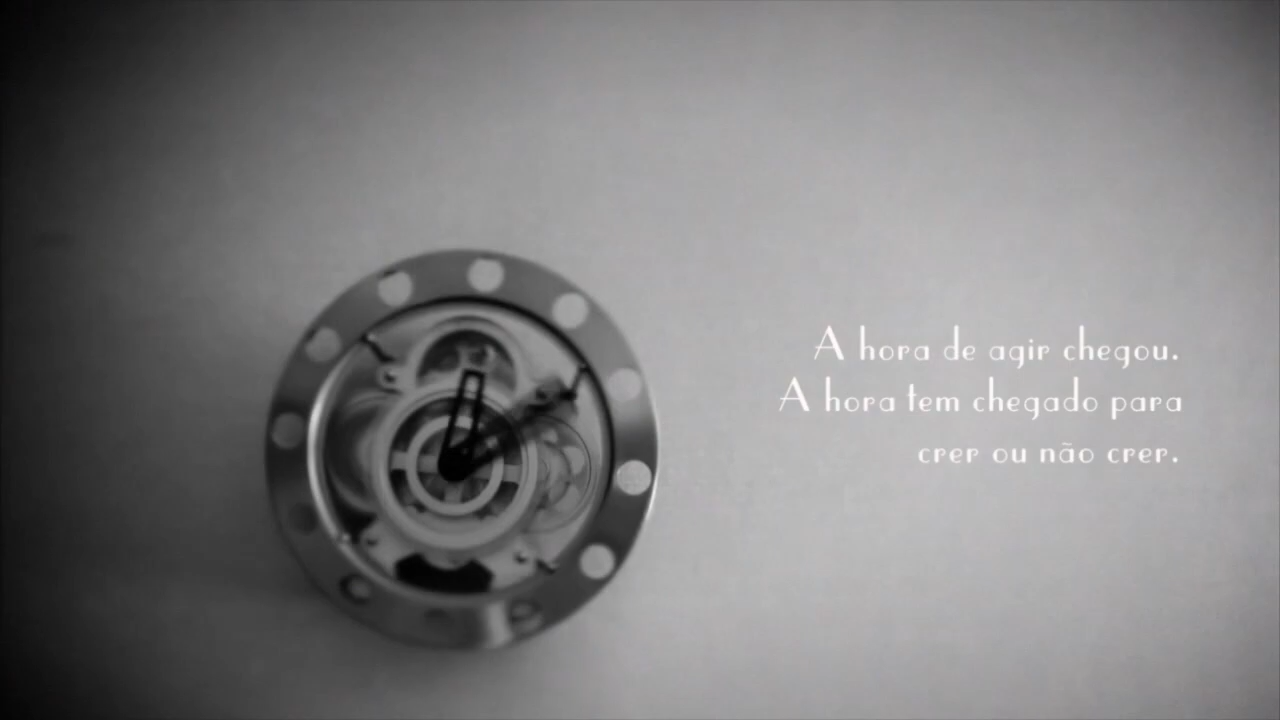 A hora de agir chegou.
A hora tem chegado para
crer ou não crer.